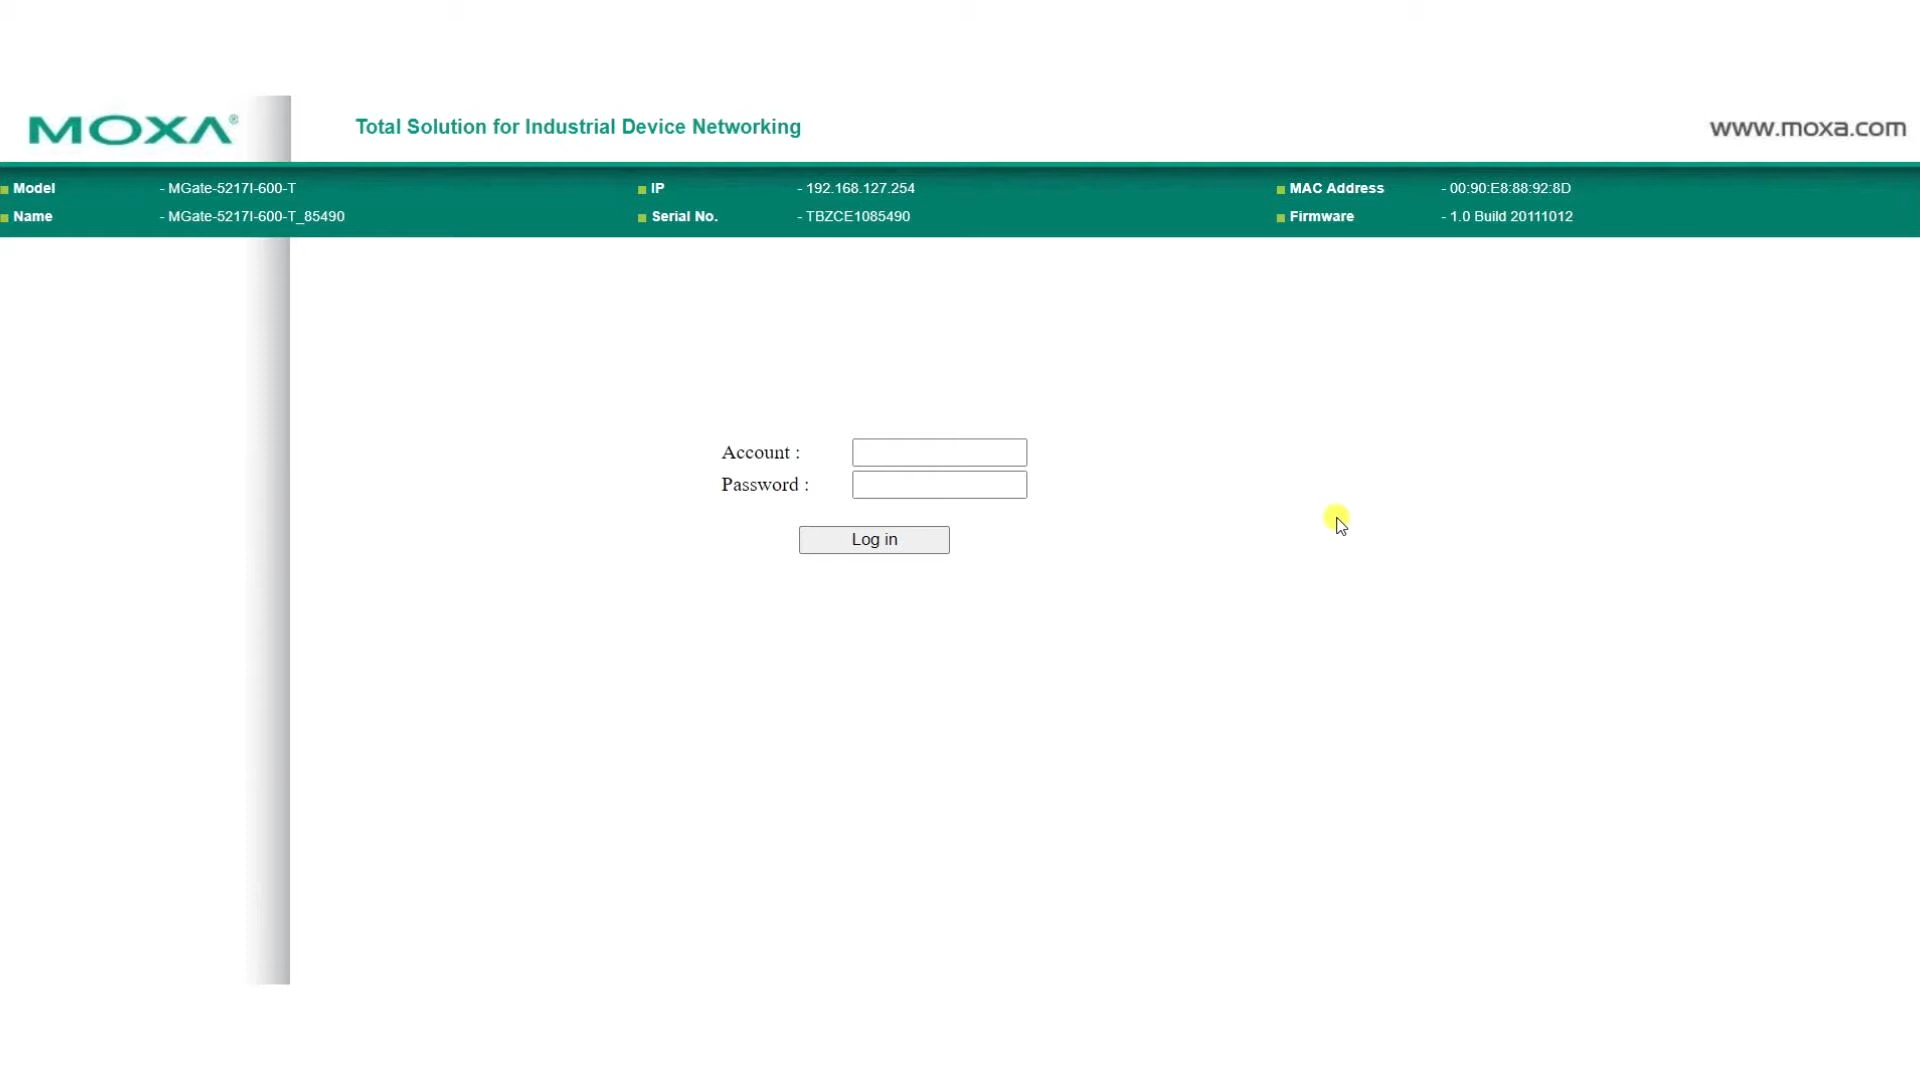 MOXA® Total Solution for Industrial Device Networking www.moxa.com
Model - MGate-5217I-600-T IP - 192.168.127.254 MAC Address - 00:90:E8:88:92:8D
Name - MGate-5217I-600-T_85490 Serial No. - TBZCE1085490 Firmware - 1.0 Build 20111012
Account :
Password :
Log in